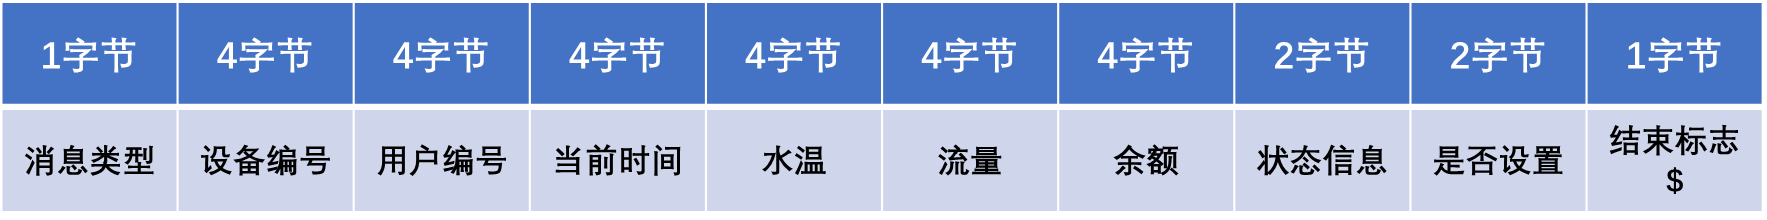 1字节 4字节 4字节 4字节 4字节 4字节 4字节 2字节 2字节 1字节
消息类型 设备编号 用户编号 当前时间 水温 流量 余额 状态信息 是否设置 结束标志
$